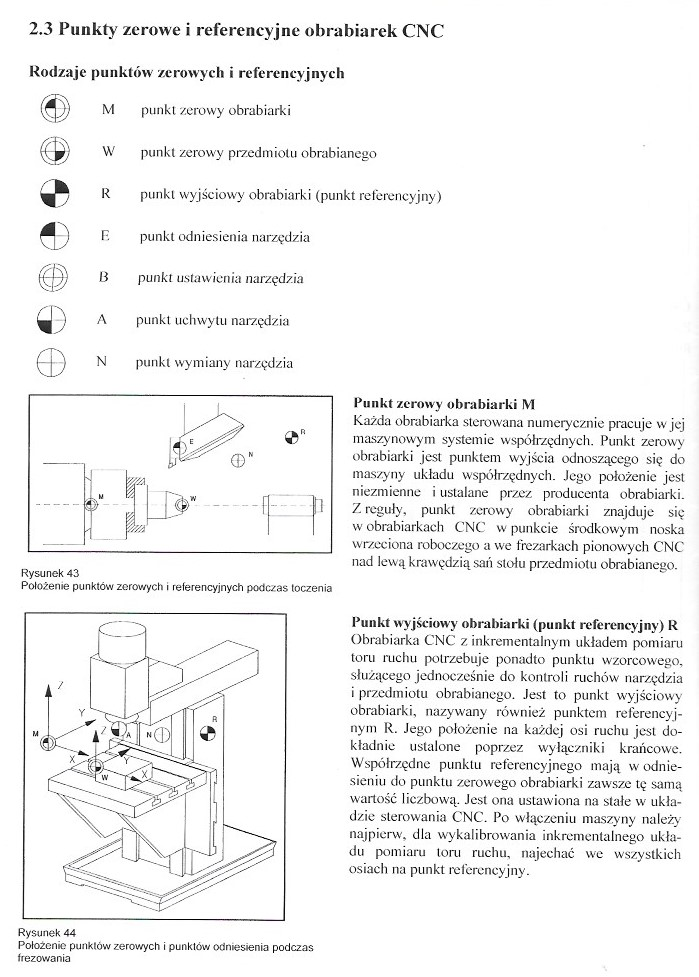 2.3 Punkty zerowe i referencyjne obrabiarek CNC
Rodzaje punktów zerowych i referencyjnych
M punkt zerowy obrabiarki
W punkt zerowy przedmiotu obrabianego
R punkt wyjściowy obrabiarki (punkt referencyjny)
E punkt odniesienia narzędzia
B punkt ustawienia narzędzia
A punkt uchwytu narzędzia
N punkt wymiany narzędzia
E
N
R
M
W
Rysunek 43
Położenie punktów zerowych i referencyjnych podczas toczenia
Punkt zerowy obrabiarki M
Każda obrabiarka sterowana numerycznie pracuje w jej
maszynowym systemie współrzędnych. Punkt zerowy
obrabiarki jest punktem wyjścia odnoszącego się do
maszyny układu współrzędnych. Jego położenie jest
niezmienne i ustalane przez producenta obrabiarki.
Z reguły, punkt zerowy obrabiarki znajduje się
w obrabiarkach CNC w punkcie środkowym noska
wrzeciona roboczego a we frezarkach pionowych CNC
nad lewą krawędzią sań stołu przedmiotu obrabianego.
Z
Y
M
X
Z
A
N
R
Y
W
X
Rysunek 44
Położenie punktów zerowych i punktów odniesienia podczas
frezowania
Punkt wyjściowy obrabiarki (punkt referencyjny) R
Obrabiarka CNC z inkrementalnym układem pomiaru
toru ruchu potrzebuje ponadto punktu wzorcowego,
służącego jednocześnie do kontroli ruchów narzędzia
i przedmiotu obrabianego. Jest to punkt wyjściowy
obrabiarki, nazywany również punktem referencyj-
nym R. Jego położenie na każdej osi ruchu jest do-
kładnie ustalone poprzez wyłączniki krańcowe.
Współrzędne punktu referencyjnego mają w odnie-
sieniu do punktu zerowego obrabiarki zawsze tę samą
wartość liczbową. Jest ona ustawiona na stałe w ukła-
dzie sterowania CNC. Po włączeniu maszyny należy
najpierw, dla wykalibrowania inkrementalnego ukła-
du pomiaru toru ruchu, najechać we wszystkich
osiach na punkt referencyjny.